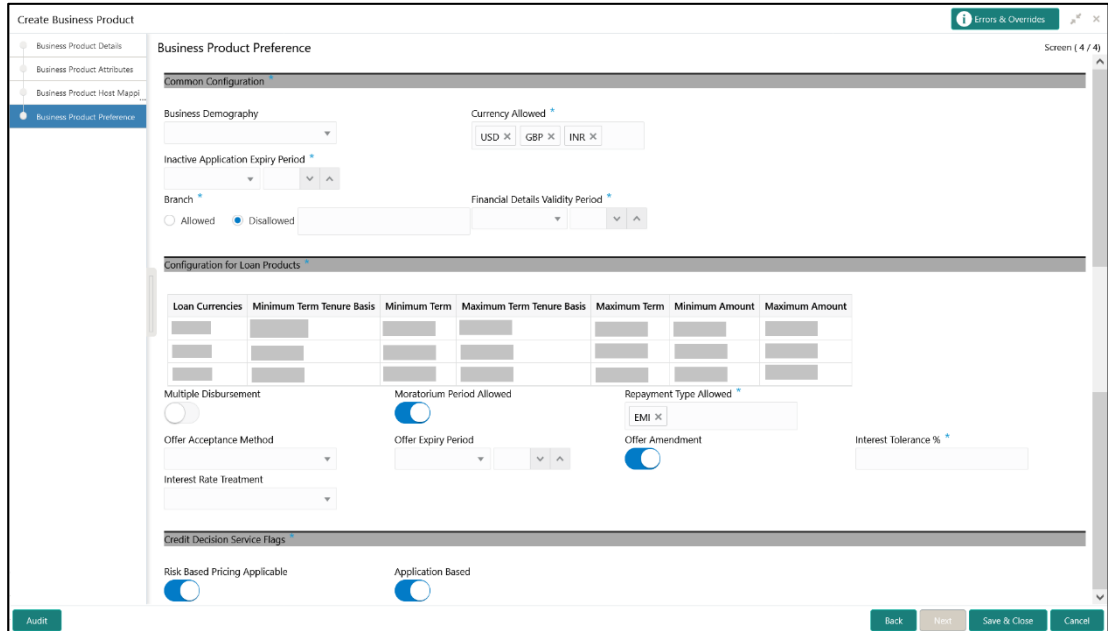 Create Business Product
Errors & Overrides
Business Product Details
Business Product Attributes
Business Product Host Mappi ...
Business Product Preference
Business Product Preference
Screen ( 4 / 4)
Common Configuration *
Business Demography
Currency Allowed *
USD × GBP × INR ×
Inactive Application Expiry Period *
Branch *
Financial Details Validity Period *
Allowed Disallowed
Configuration for Loan Products *
Loan Currencies Minimum Term Tenure Basis Minimum Term Maximum Term Tenure Basis Maximum Term Minimum Amount Maximum Amount
Multiple Disbursement Moratorium Period Allowed Repayment Type Allowed *
EMI ×
Offer Acceptance Method Offer Expiry Period Offer Amendment Interest Tolerance % *
Interest Rate Treatment
Credit Decision Service Flags *
Risk Based Pricing Applicable Application Based
Audit Back Next Save & Close Cancel